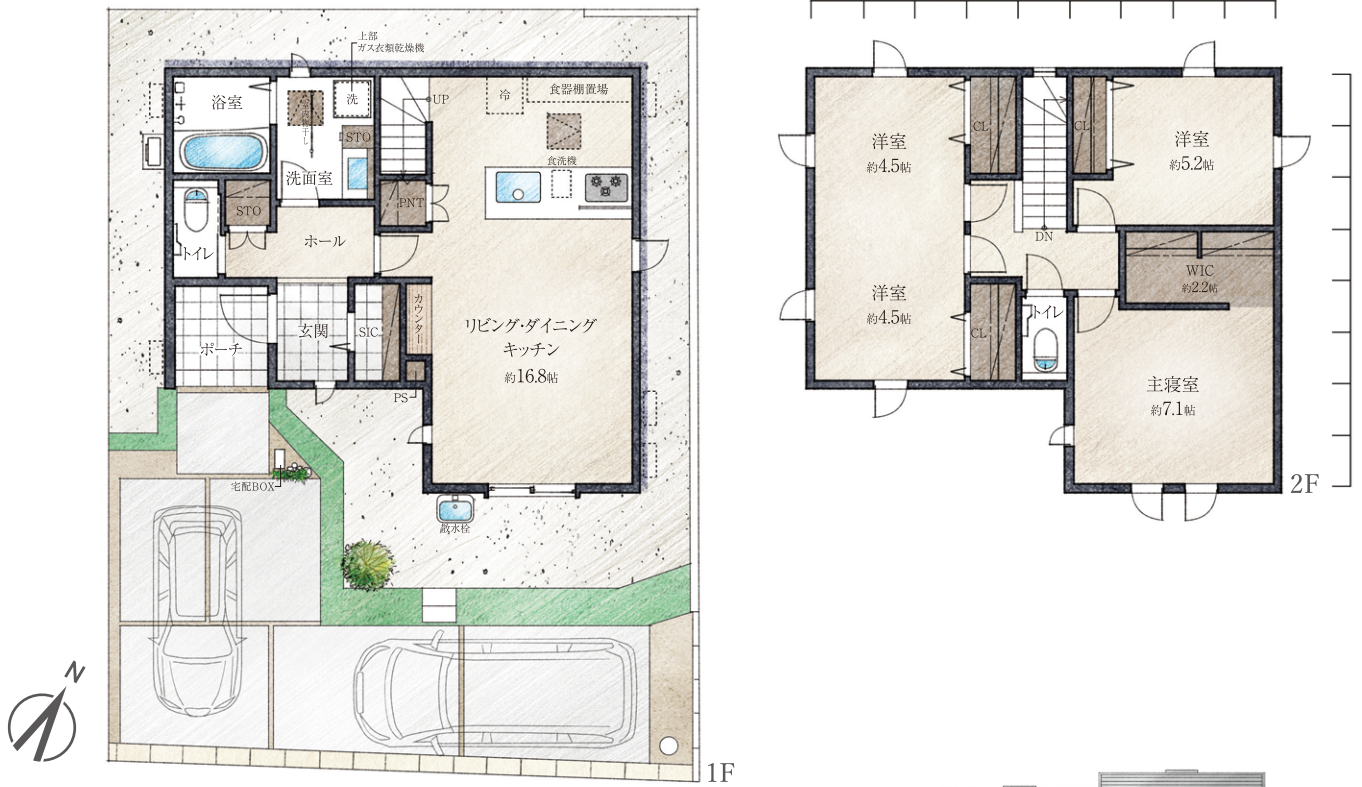 上部
ガス衣類乾燥機
浴室
洗
UP
冷
食器棚置場
STO
食洗機
洗面室
トイレ
STO
PNT
ホール
カウンター
リビング・ダイニング
キッチン
約16.8帖
ポーチ
玄関
SIC
PS
宅配BOX
散水栓
N
1F
洋室
約4.5帖
CL
CL
洋室
約5.2帖
DN
WIC
約2.2帖
洋室
約4.5帖
CL
トイレ
主寝室
約7.1帖
2F